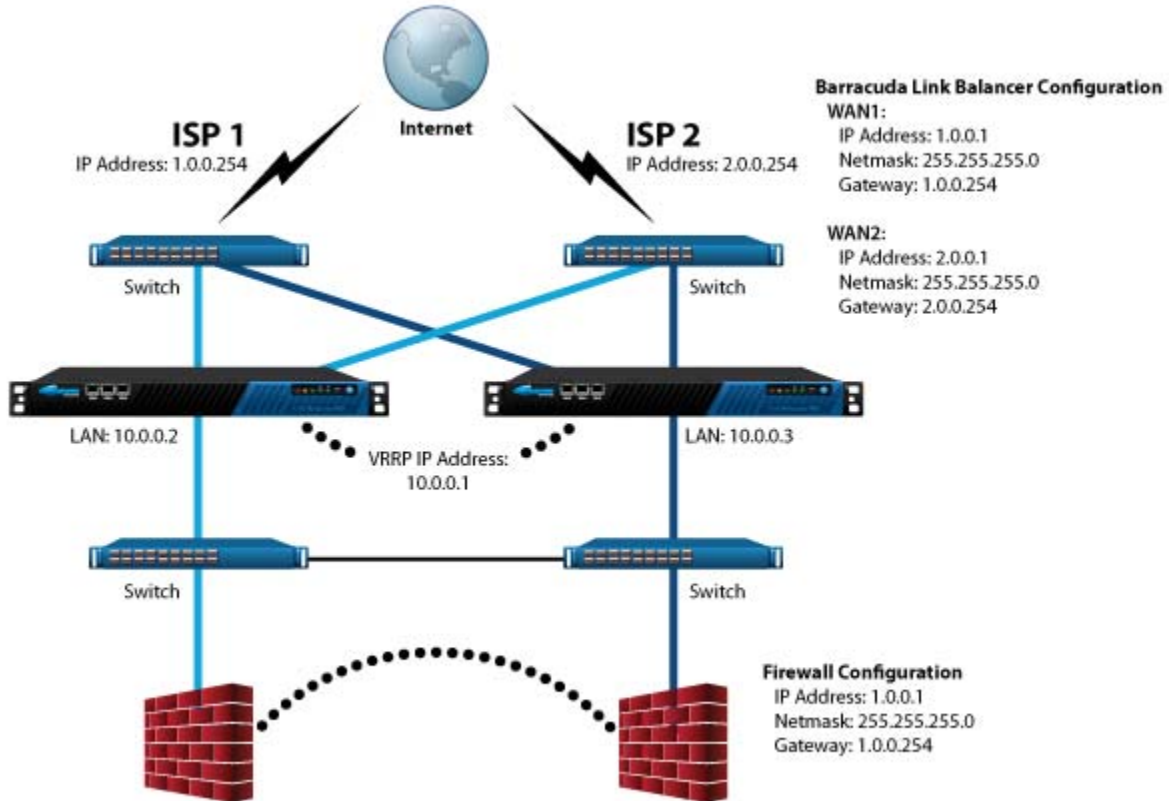 Internet
ISP 1
IP Address: 1.0.0.254
ISP 2
IP Address: 2.0.0.254
Barracuda Link Balancer Configuration
WAN1:
IP Address: 1.0.0.1
Netmask: 255.255.255.0
Gateway: 1.0.0.254
WAN2:
IP Address: 2.0.0.1
Netmask: 255.255.255.0
Gateway: 2.0.0.254
Switch
Switch
LAN: 10.0.0.2
LAN: 10.0.0.3
VRRP IP Address:
10.0.0.1
Switch
Switch
Firewall Configuration
IP Address: 1.0.0.1
Netmask: 255.255.255.0
Gateway: 1.0.0.254